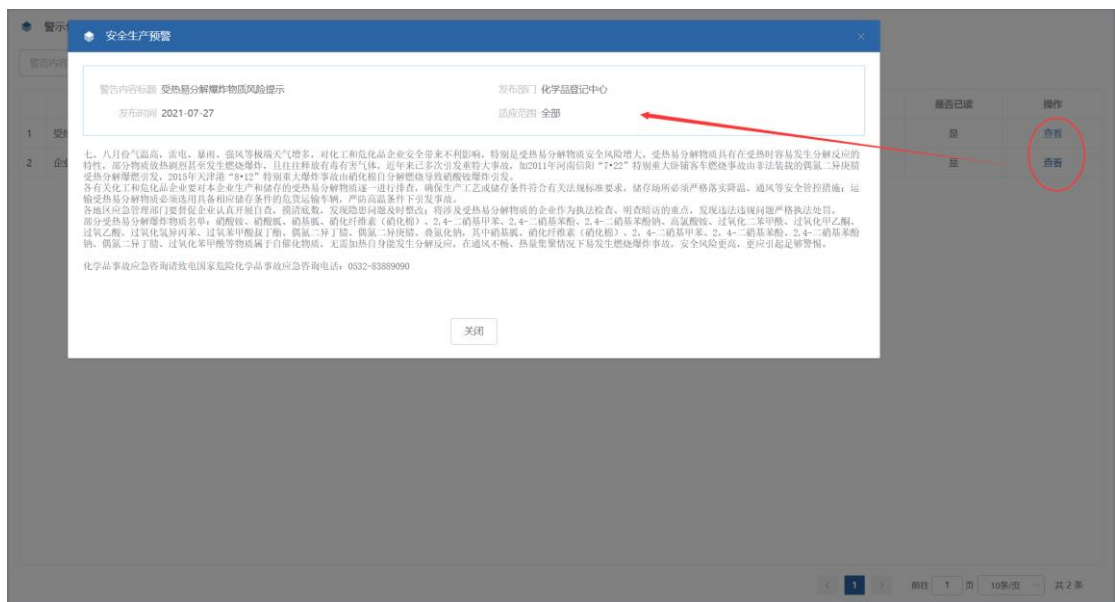 警示
安全生产预警
警告内容
警告内容标题 受热易分解爆炸物质风险提示 发布部门 化学品登记中心
发布时间 2021-07-27 适应范围 全部
是否已读 操作
1 受 是 查看
2 企 是 查看
七、八月份气温高、雷电、暴雨、强风等极端天气增多，对化工和危化品企业安全带来不利影响，特别是受热易分解物质安全风险增大。受热易分解物质具有在受热时容易发生分解反应的
特性，部分物质放热剧烈甚至发生燃烧爆炸，且往往释放有毒有害气体，近年来已多次引发重特大事故，如2011年河南信阳“7•22”特别重大卧铺客车燃烧事故由非法装载的偶氮二异庚腈
受热分解爆燃引发，2015年天津港“8•12”特别重大爆炸事故由硝化棉自分解燃烧导致硝酸铵爆炸引发。
各有关化工和危化品企业要对本企业生产和储存的受热易分解物质逐一进行排查，确保生产工艺或储存条件符合有关法规标准要求，储存场所必须严格落实降温、通风等安全管控措施；运
输受热易分解物质必须选用具备相应储存条件的危货运输车辆，严防高温条件下引发事故。
各地区应急管理部门要督促企业认真开展自查，摸清底数，发现隐患问题及时整改；将涉及受热易分解物质的企业作为执法检查、明查暗访的重点，发现违法违规问题严格执法处罚。
部分受热易分解爆炸物质名单：硝酸铵、硝酸胍、硝基胍、硝化纤维素（硝化棉）、2,4-二硝基甲苯、2,4-二硝基苯酚、2,4-二硝基苯酚钠、高氯酸铵、过氧化二苯甲酰、过氧化甲乙酮、
过氧乙酸、过氧化氢异丙苯、过氧苯甲酸叔丁酯、偶氮二异丁腈、偶氮二异庚腈、叠氮化钠，其中硝基胍、硝化纤维素（硝化棉）、2，4-二硝基甲苯、2，4-二硝基苯酚、2,4-二硝基苯酚
钠、偶氮二异丁腈、过氧化苯甲酰等物质属于自催化物质，无需加热自身能发生分解反应，在通风不畅、热量集聚情况下易发生燃烧爆炸事故，安全风险更高，更应引起足够警惕。
化学品事故应急咨询请致电国家危险化学品事故应急咨询电话：0532-83889090
关闭
1 前往 1 页 10条/页 共 2 条